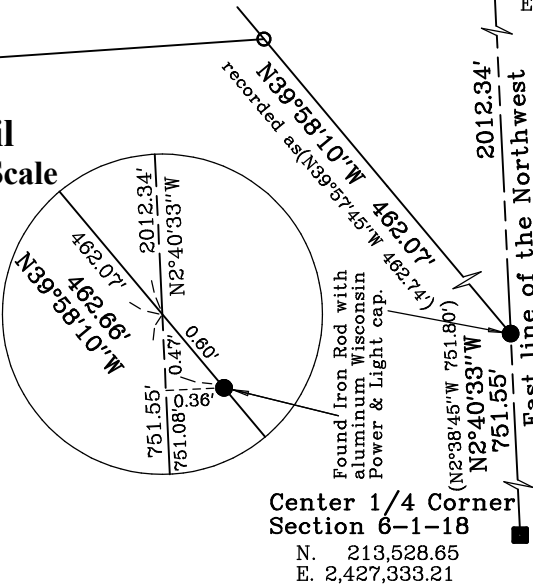 E
N39°58'10"W 462.07'
recorded as(N39°57'45"W 462.74')
2012.34'
East line of the Northwest
il
Scale
2012.34'
N2°40'33"W
462.07'
462.66'
N39°58'10"W
0.60'
0.47'
0.36'
751.55'
751.08'
Found Iron Rod with
aluminum Wisconsin
Power & Light cap.
(N2°38'45"W 751.80')
N2°40'33"W
751.55'
Center 1/4 Corner
Section 6-1-18
N. 213,528.65
E. 2,427,333.21